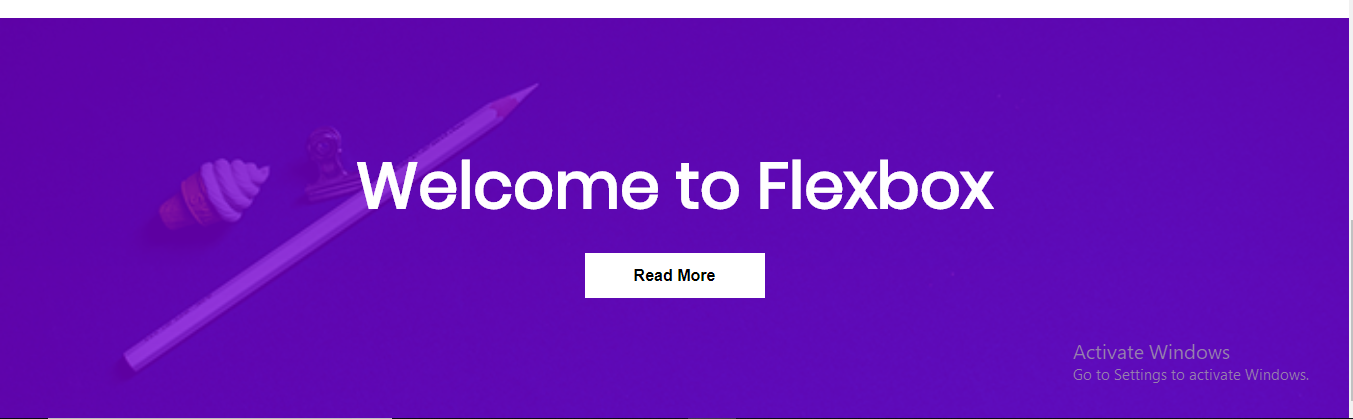 Welcome to Flexbox
Read More
Activate Windows
Go to Settings to activate Windows.